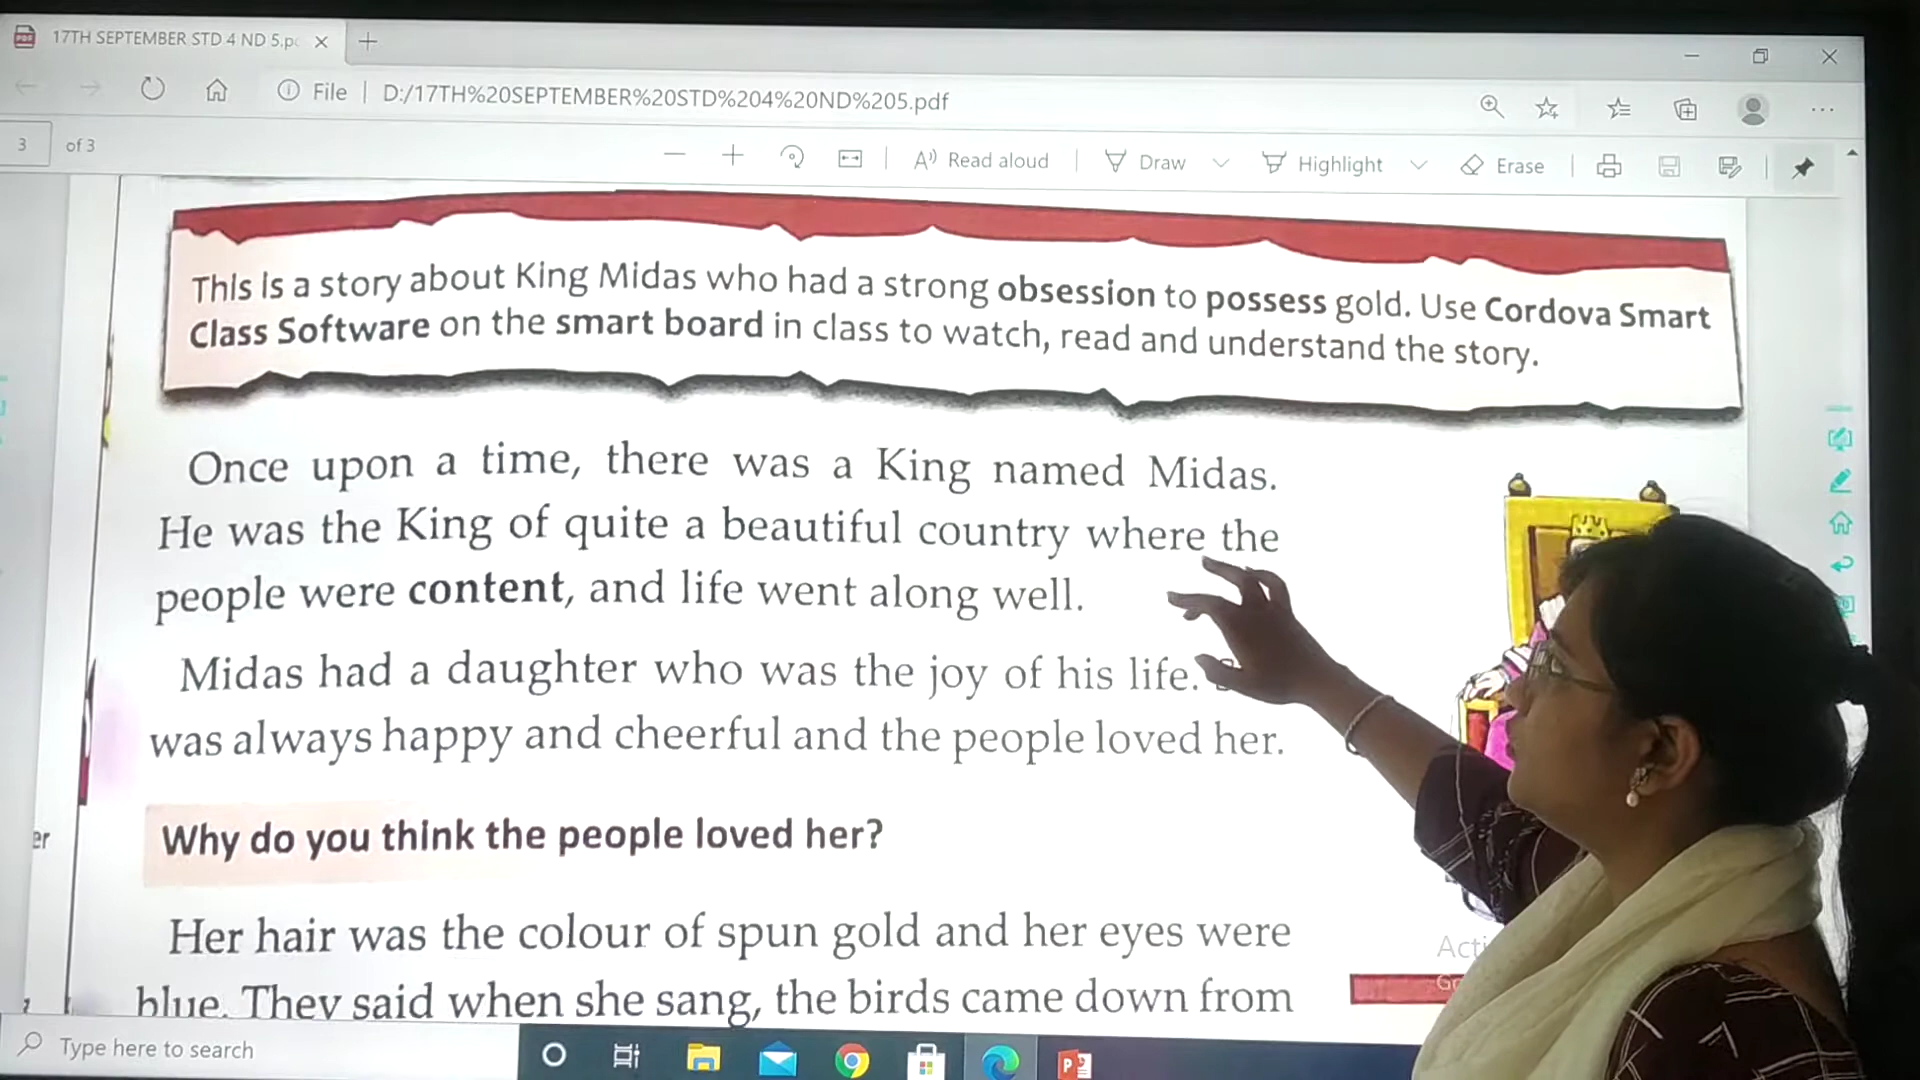 17TH SEPTEMBER STD 4 ND 5.p
File | D:/17TH%20SEPTEMBER%20STD%204%20ND%205.pdf
3 of 3
Read aloud Draw Highlight Erase
This is a story about King Midas who had a strong obsession to possess gold. Use Cordova Smart
Class Software on the smart board in class to watch, read and understand the story.
Once upon a time, there was a King named Midas.
He was the King of quite a beautiful country where the
people were content, and life went along well.
Midas had a daughter who was the joy of his life.
was always happy and cheerful and the people loved her.
er
Why do you think the people loved her?
Her hair was the colour of spun gold and her eyes were
blue. They said when she sang, the birds came down from
Type here to search